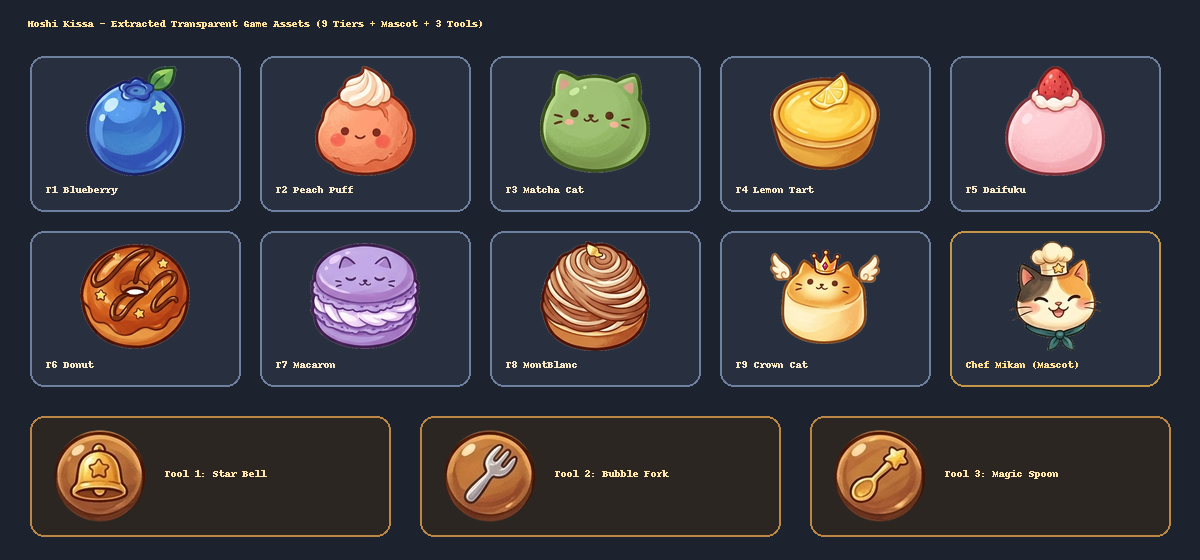 Hoshi Kissa - Extracted Transparent Game Assets (9 Tiers + Mascot + 3 Tools)
T1 Blueberry
T2 Peach Puff
T3 Matcha Cat
T4 Lemon Tart
T5 Daifuku
T6 Donut
T7 Macaron
T8 MontBlanc
T9 Crown Cat
Chef Mikan (Mascot)
Tool 1: Star Bell
Tool 2: Bubble Fork
Tool 3: Magic Spoon